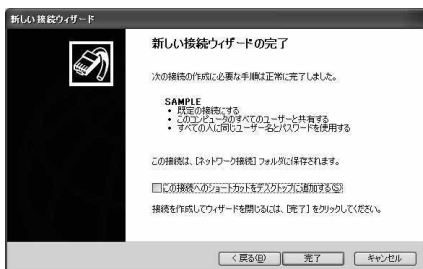 新しい接続ウィザード
新しい接続ウィザードの完了
次の接続の作成に必要な手順は正常に完了しました。
SAMPLE
• 既定の接続にする
• このコンピュータのすべてのユーザーと共有する
• すべての人に同じユーザー名とパスワードを使用する
この接続は、[ネットワーク接続] フォルダに保存されます。
この接続へのショートカットをデスクトップに追加する(S)
接続を作成してウィザードを閉じるには、[完了] をクリックしてください。
< 戻る(B)
完了
キャンセル